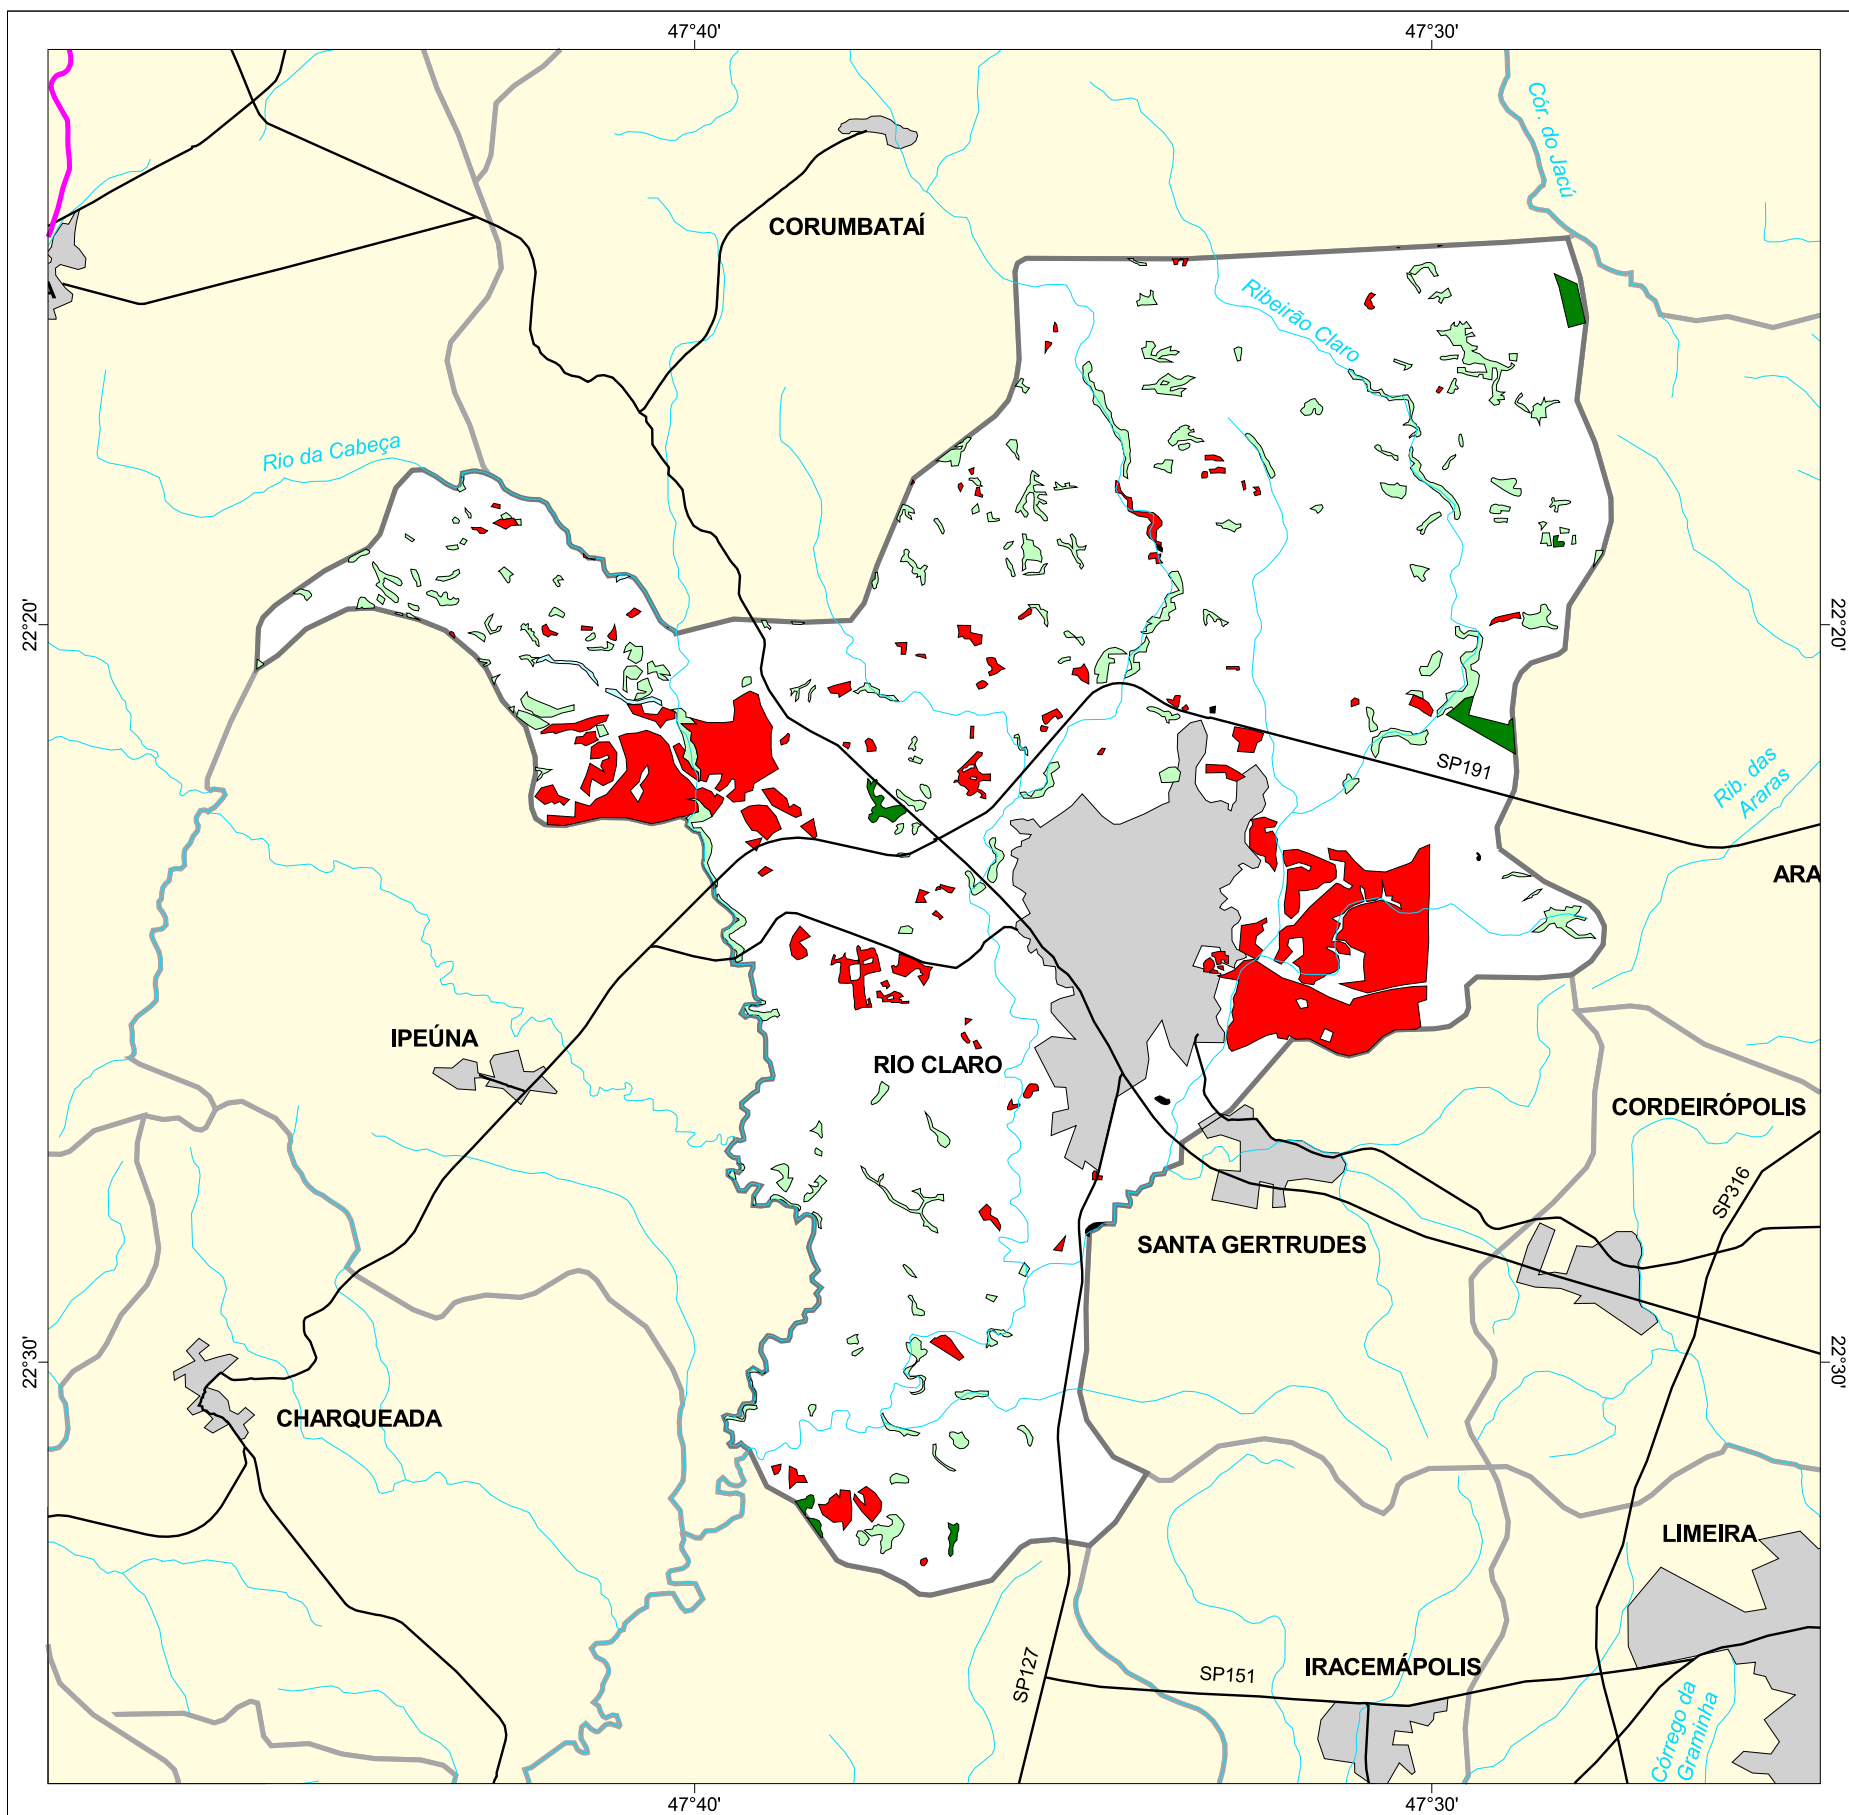 47°40' 47°30'
Cór. do Jacú
CORUMBATAÍ
A
Ribeirão Claro
Rio da Cabeça
22°20' 22°20'
SP191
Rib. das
Araras
ARA
IPEÚNA
RIO CLARO
CORDEIRÓPOLIS
SP316
SANTA GERTRUDES
22°30' 22°30'
CHARQUEADA
LIMEIRA
SP127
SP151
IRACEMÁPOLIS
Córrego da
Graminha
47°40' 47°30'